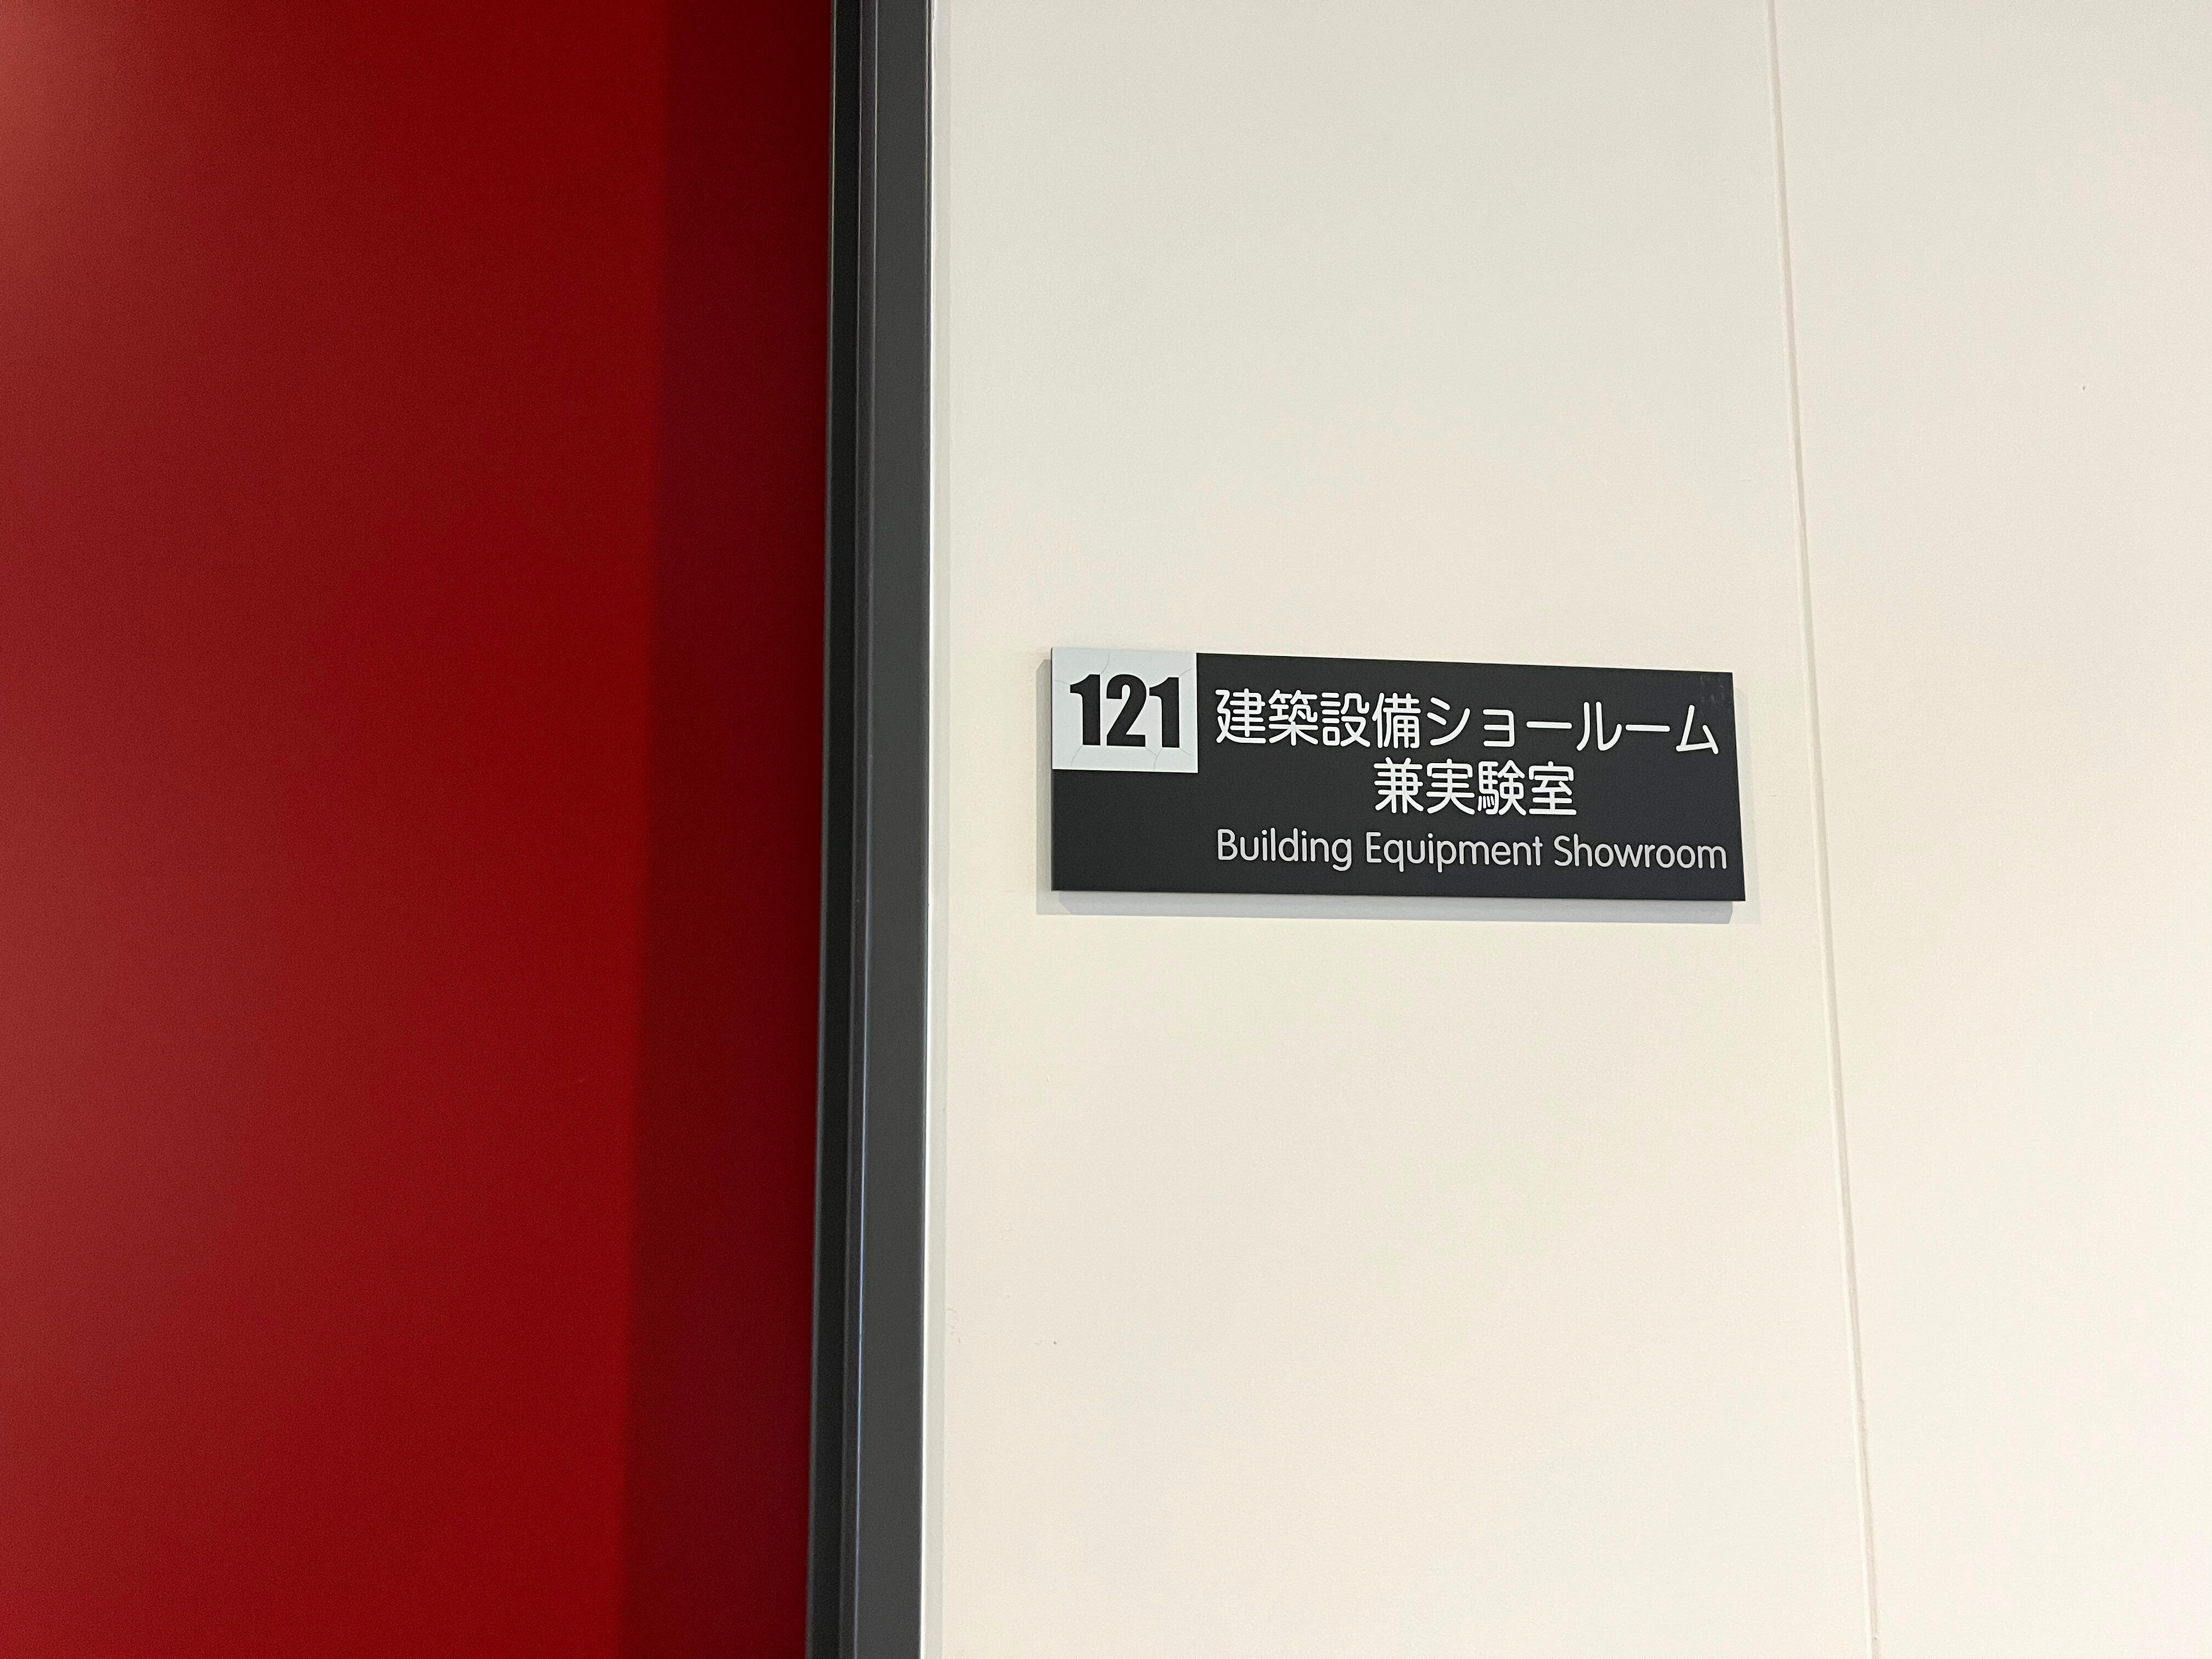 121
建築設備ショールーム
兼実験室
Building Equipment Showroom